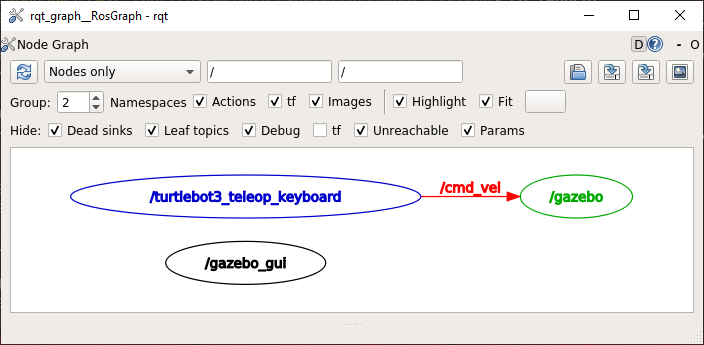 rqt_graph__RosGraph - rqt
Node Graph D - O
Nodes only / /
Group: 2 Namespaces Actions tf Images Highlight Fit
Hide: Dead sinks Leaf topics Debug tf Unreachable Params
/turtlebot3_teleop_keyboard /cmd_vel /gazebo
/gazebo_gui